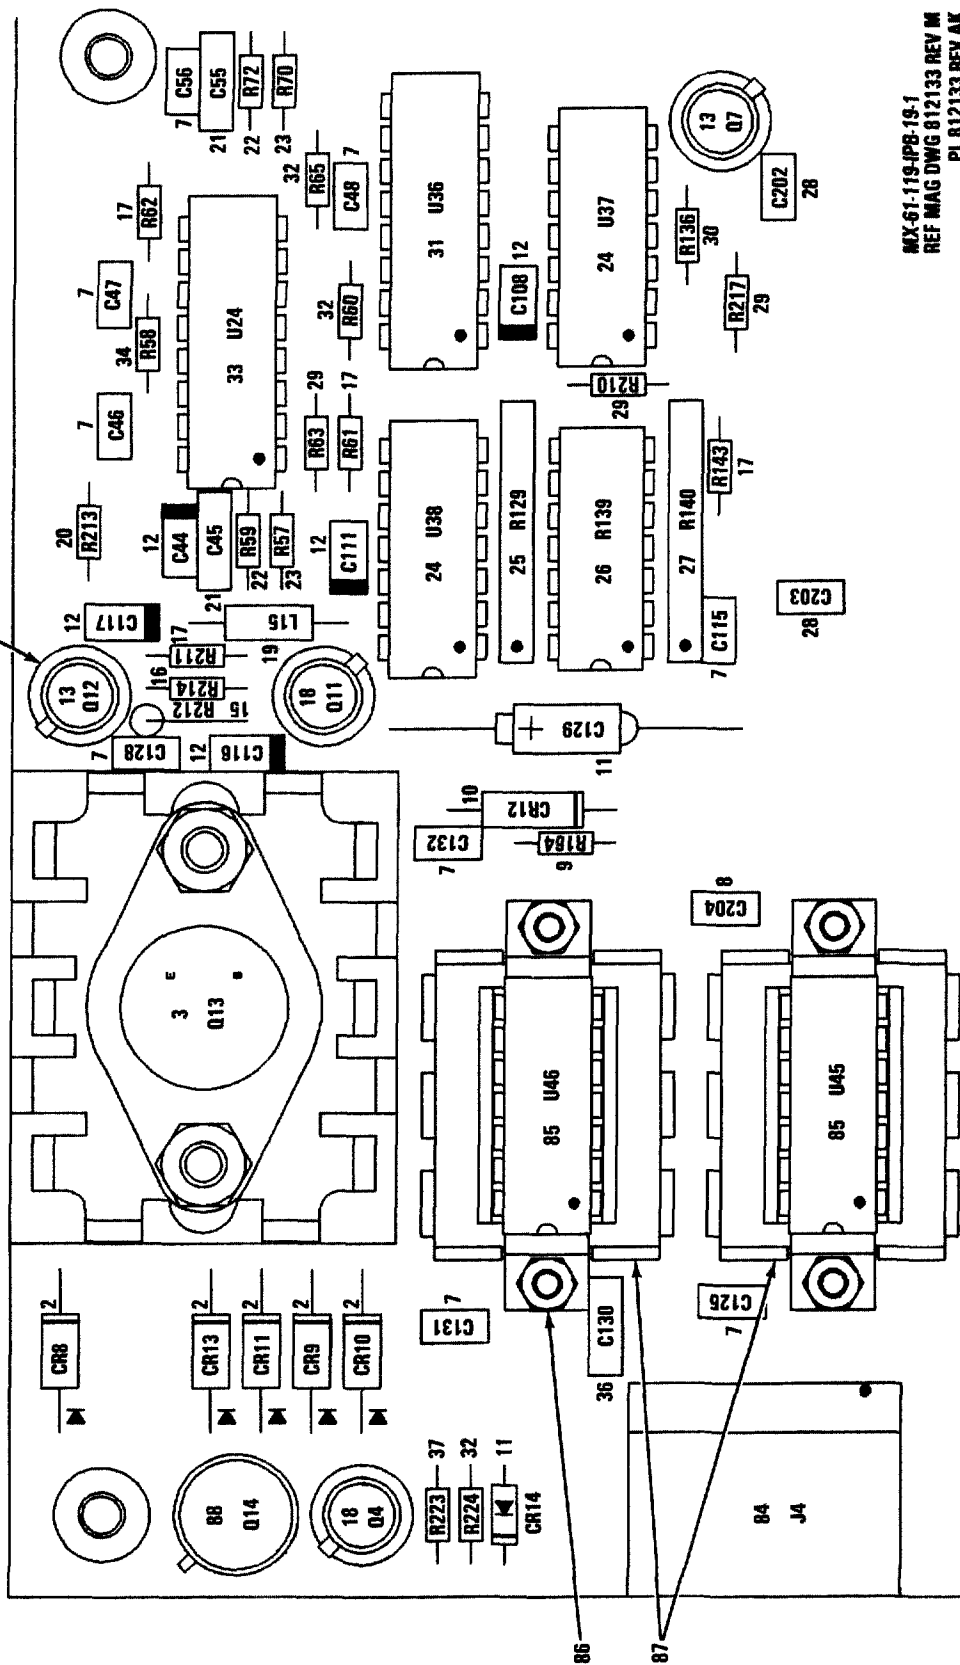 7
C56
C55
21
R72
22
R70
23
17
R62
32
R65
7
C48
7
C47
34
R58
U24
33
7
C46
32
R60
29
R63
17
R61
20
R213
12
C44
C45
21
R59
22
R57
23
12
C111
12
C117
17
R211
16
R214
R212
15
19
L15
13
Q12
18
Q11
7
C128
12
C116
U36
31
12
C108
U37
24
R136
30
13
Q7
C202
28
R217
29
R210
29
U38
24
R129
25
R139
26
R140
27
R143
17
C115
7
C203
28
C129
11
10
CR12
C132
7
R164
9
C204
8
E
B
3
Q13
U46
85
U45
85
2
CR8
2
CR13
2
CR11
2
CR9
2
CR10
7
C131
C130
36
C125
7
88
Q14
18
Q4
R223
37
R224
32
11
CR14
84
J4
86
87
MX-61-119-IPB-19-1
REF MAG DWG 812133 REV M
PL 812133 REV AK